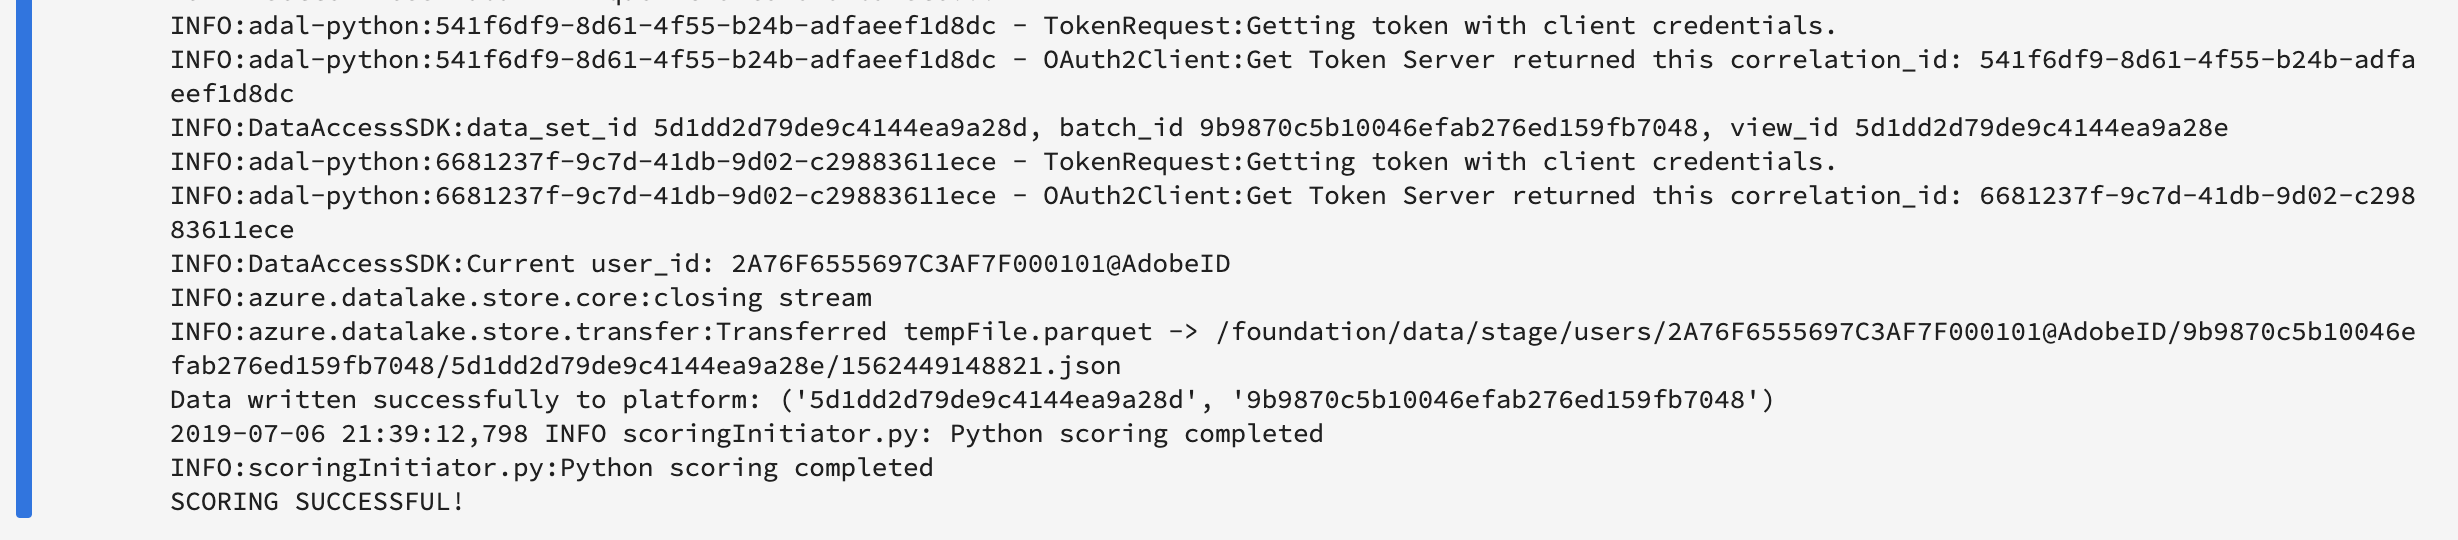 INFO:adal-python:541f6df9-8d61-4f55-b24b-adfaeef1d8dc - TokenRequest:Getting token with client credentials.
INFO:adal-python:541f6df9-8d61-4f55-b24b-adfaeef1d8dc - OAuth2Client:Get Token Server returned this correlation_id: 541f6df9-8d61-4f55-b24b-adfa
eef1d8dc
INFO:DataAccessSDK:data_set_id 5d1dd2d79de9c4144ea9a28d, batch_id 9b9870c5b10046efab276ed159fb7048, view_id 5d1dd2d79de9c4144ea9a28e
INFO:adal-python:6681237f-9c7d-41db-9d02-c29883611ece - TokenRequest:Getting token with client credentials.
INFO:adal-python:6681237f-9c7d-41db-9d02-c29883611ece - OAuth2Client:Get Token Server returned this correlation_id: 6681237f-9c7d-41db-9d02-c298
83611ece
INFO:DataAccessSDK:Current user_id: 2A76F6555697C3AF7F000101@AdobeID
INFO:azure.datalake.store.core:closing stream
INFO:azure.datalake.store.transfer:Transferred tempFile.parquet -> /foundation/data/stage/users/2A76F6555697C3AF7F000101@AdobeID/9b9870c5b10046e
fab276ed159fb7048/5d1dd2d79de9c4144ea9a28e/1562449148821.json
Data written successfully to platform: ('5d1dd2d79de9c4144ea9a28d', '9b9870c5b10046efab276ed159fb7048')
2019-07-06 21:39:12,798 INFO scoringInitiator.py: Python scoring completed
INFO:scoringInitiator.py:Python scoring completed
SCORING SUCCESSFUL!